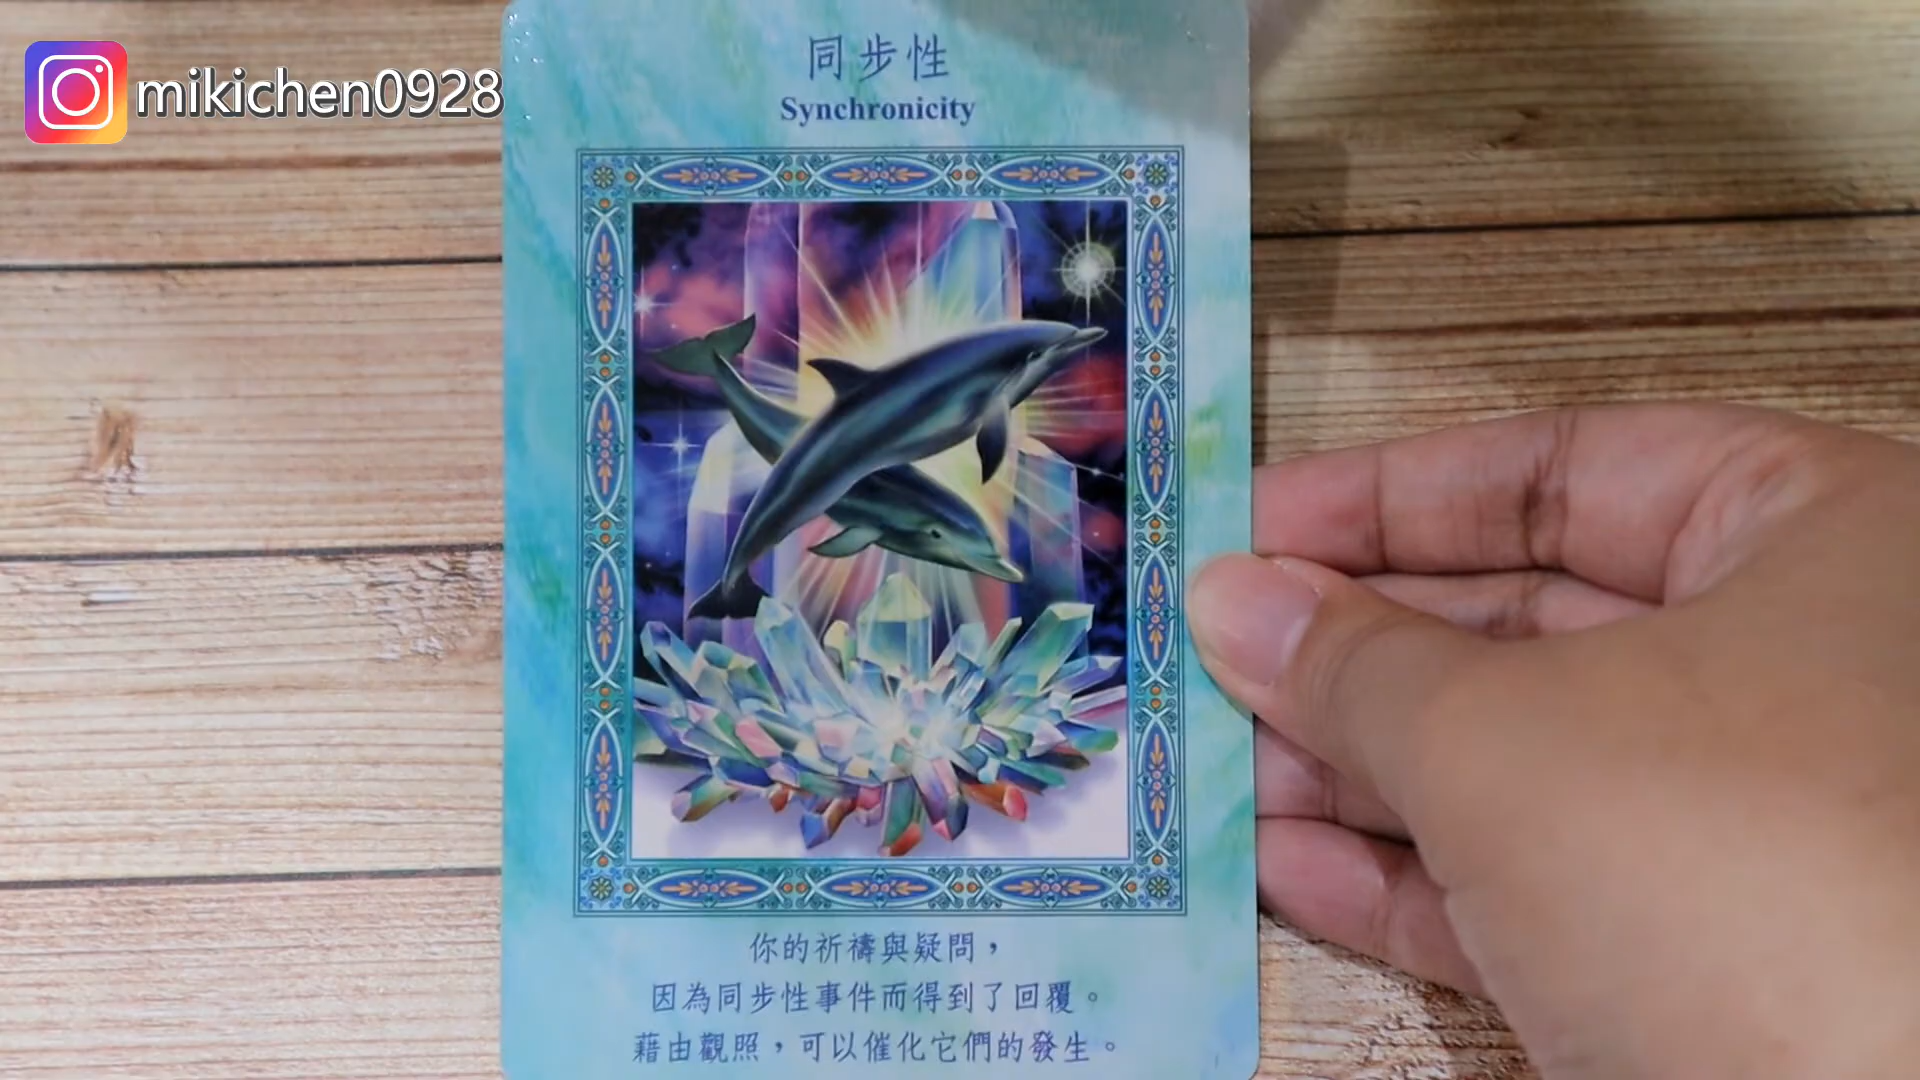 mikichen0928
同步性
Synchronicity
你的祈禱與疑問，
因為同步性事件而得到了回覆。
藉由觀照，可以催化它們的發生。